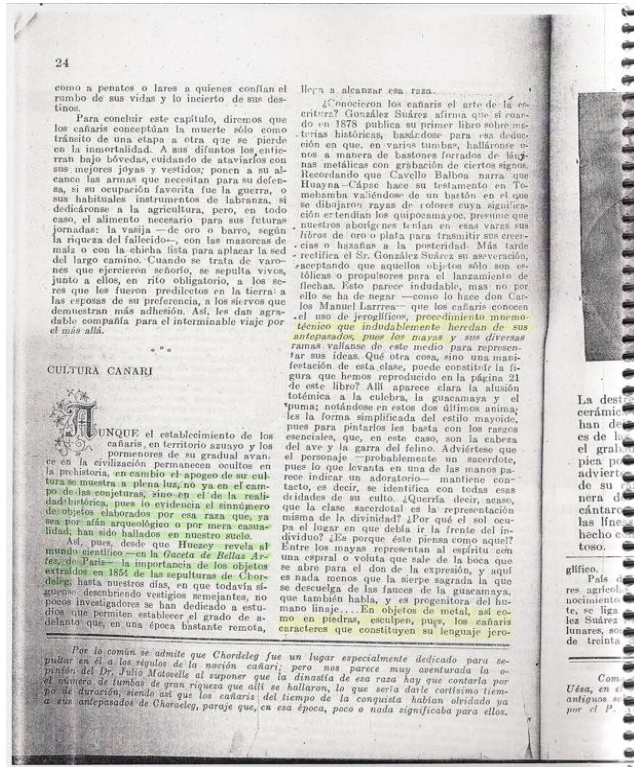 24
como a penates o lares a quienes confían el
rumbo de sus vidas y lo incierto de sus des-
tinos.
Para concluir este capítulo, diremos que
los cañaris conceptúan la muerte sólo como
tránsito de una etapa a otra que se pierde
en la inmortalidad. A sus difuntos los entie-
rran bajo bóvedas, cuidando de ataviarlos con
sus mejores joyas y vestidos; ponen a su al-
cance las armas que necesitan para su defen-
sa, si su ocupación favorita fue la guerra, o
sus habituales instrumentos de labranza, si
dedicáronse a la agricultura, pero, en todo
caso, el alimento necesario para sus futuras
jornadas: la vasija —de oro o barro, según
la riqueza del fallecido—, con las mazorcas de
maíz o con la chicha lista para aplacar la sed
del largo camino. Cuando se trata de varo-
nes que ejercieron señorío, se sepulta vivos,
junto a ellos, en rito obligatorio, a los se-
res que les fueron predilectos en la tierra: a
las esposas de su preferencia, a los siervos que
demuestran más adhesión. Así, les dan agra-
dable compañía para el interminable viaje por
el más allá.
CULTURA CAÑARI
AUNQUE el establecimiento de los
cañaris, en territorio azuayo y los
pormenores de su gradual avan-
ce en la civilización permanecen ocultos en
la prehistoria, en cambio el apogeo de su cul-
tura se muestra a plena luz, no ya en el cam-
po de las conjeturas, sino en el de la reali-
dad histórica, pues lo evidencia el sinnúmero
de objetos elaborados por esa raza que, ya
sea por afán arqueológico o por mera casua-
lidad, han sido hallados en nuestro suelo.
Así, pues, desde que Huezey revela al
mundo científico —en la Gaceta de Bellas Ar-
tes, de París— la importancia de los objetos
extraídos en 1854 de las sepulturas de Chor-
deleg, hasta nuestros días, en que todavía si-
guense descubriendo vestigios semejantes, no
pocos investigadores se han dedicado a estu-
dios que permiten establecer el grado de a-
delanto que, en una época bastante remota,
llega a alcanzar esa raza.
¿Conocieron los cañaris el arte de la es-
critura? González Suárez afirma que sí cuan-
do en 1878 publica su primer libro sobre ma-
terias históricas, basándose para esa deduc-
ción en que, en varias tumbas, halláronse u-
nos a manera de bastones forrados de lámi-
nas metálicas con grabación de ciertos signos.
Recordando que Cavello Balboa narra que
Huayna-Cápac hace su testamento en To-
mebamba valiéndose de un bastón en el que
se dibujaron rayas de colores cuya significa-
ción entendían los quipocamayoc, presume que
nuestros aborígenes tenían en esas varas sus
libros de oro o plata para trasmitir sus creen-
cias o hazañas a la posteridad. Más tarde
rectifica el Sr. González Suárez su aseveración,
aceptando que aquellos objetos sólo son es-
tólicas o propulsores para el lanzamiento de
flechas. Esto parece indudable, mas no por
ello se ha de negar —como lo hace don Car-
los Manuel Larrea— que los cañaris conocen
el uso de jeroglíficos, procedimiento mnemo-
técnico que indudablemente heredan de sus
antepasados, pues los mayas y sus diversas
ramas vallanse de este medio para represen-
tar sus ideas. Qué otra cosa, sino una mani-
festación de esta clase, puede constituír la fi-
gura que hemos reproducido en la página 21
de este libro? Allí aparece clara la alusión
totémica a la culebra, la guacamaya y el
puma; notándose en estos dos últimos anima-
les la forma simplificada del estilo mayoide,
pues para pintarlos les basta con los rasgos
esenciales, que, en este caso, son la cabeza
del ave y la garra del felino. Adviértese que
el personaje —probablemente un sacerdote,
pues lo que levanta en una de las manos pa-
rece indicar un adoratorio— mantiene con-
tacto, es decir, se identifica con todas esas
deidades de su culto. ¿Querrá decir, acaso,
que la clase sacerdotal es la representación
misma de la divinidad? ¿Por qué el sol ocu-
pa el lugar en que debía ir la frente del in-
dividuo? ¿Es porque éste piensa como aquel?
Entre los mayas representan al espíritu con
una espiral o voluta que sale de la boca que
se abre para el don de la expresión, y aquí
es nada menos que la sierpe sagrada la que
se descuelga de las fauces de la guacamaya.
que también habla, y es progenitora del hu-
mano linaje.... En objetos de metal, así co-
mo en piedras, esculpen, pues, los cañaris
caracteres que constituyen su lenguaje jero-
Por lo común se admite que Chordeleg fue un lugar especialmente dedicado para se-
pultar en él a los régulos de la nación cañari; pero nos parece muy aventurada la o-
pinión del Dr. Julio Matovelle al suponer que la dinastía de esa raza hay que contarla por
el número de tumbas de gran riqueza que allí se hallaron, lo que sería darle cortísimo tiem-
po de duración, siendo así que los cañaris del tiempo de la conquista habían olvidado ya
a sus antepasados de Chordeleg, paraje que, en esa época, poco o nada significaba para ellos.
La destr
cerámic
han de
es de l
el gra
pica po
adviert
de su
nera d
cántaro
las líne
hecho c
toso.
glífico.
País d
res agríco
nocimient
te, se liga
lez Suárez
lunares, son
de treinta
Com
Uésa, en e
antiguos s
por el P.